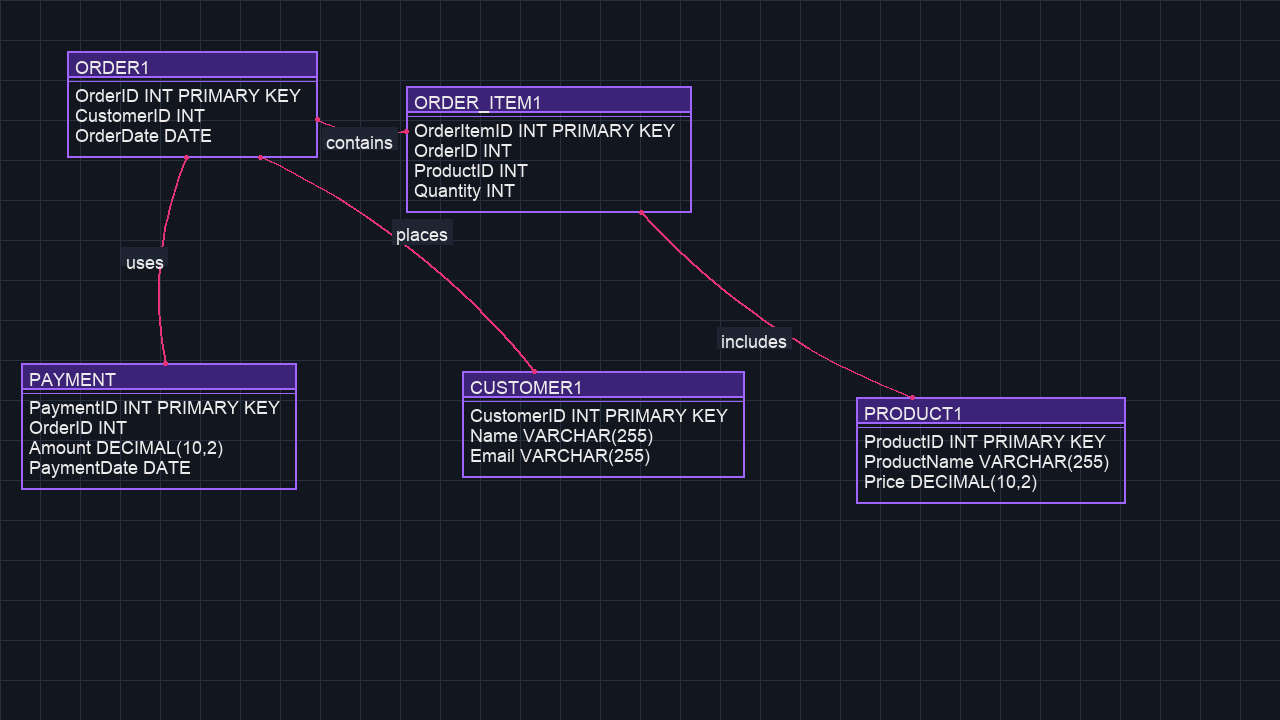 ORDER1
OrderID INT PRIMARY KEY
CustomerID INT
OrderDate DATE
ORDER_ITEM1
OrderItemID INT PRIMARY KEY
OrderID INT
ProductID INT
Quantity INT
contains
places
uses
includes
PAYMENT
PaymentID INT PRIMARY KEY
OrderID INT
Amount DECIMAL(10,2)
PaymentDate DATE
CUSTOMER1
CustomerID INT PRIMARY KEY
Name VARCHAR(255)
Email VARCHAR(255)
PRODUCT1
ProductID INT PRIMARY KEY
ProductName VARCHAR(255)
Price DECIMAL(10,2)